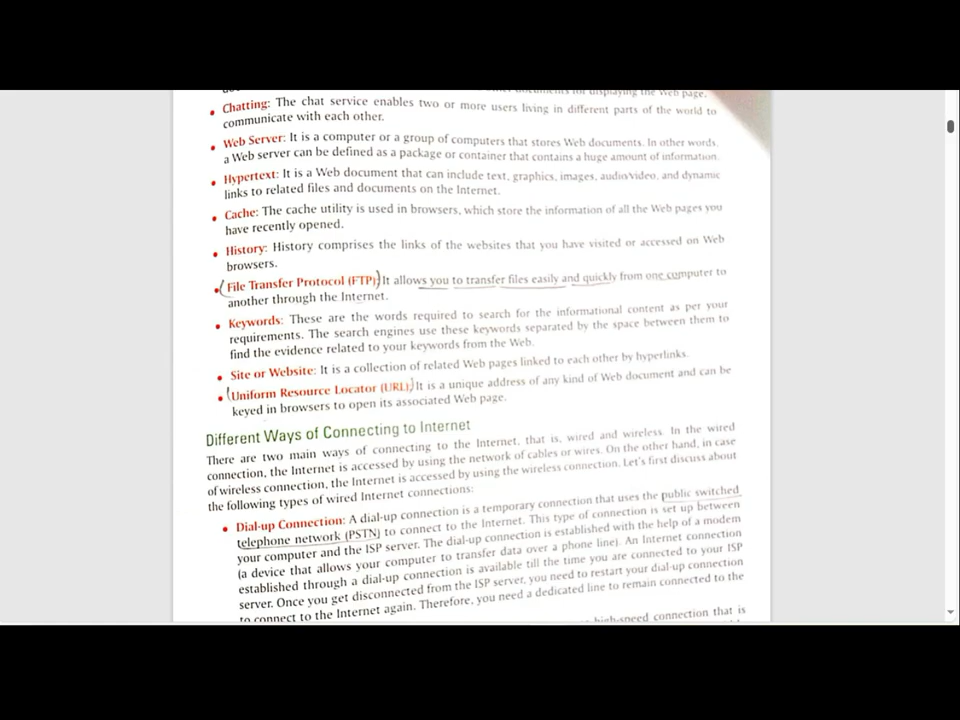 for displaying the Web page.
• Chatting: The chat service enables two or more users living in different parts of the world to
communicate with each other.
• Web Server: It is a computer or a group of computers that stores Web documents. In other words,
a Web server can be defined as a package or container that contains a huge amount of information.
• Hypertext: It is a Web document that can include text, graphics, images, audio/video, and dynamic
links to related files and documents on the Internet.
• Cache: The cache utility is used in browsers, which store the information of all the Web pages you
have recently opened.
• History: History comprises the links of the websites that you have visited or accessed on Web
browsers.
• File Transfer Protocol (FTP): It allows you to transfer files easily and quickly from one computer to
another through the Internet.
• Keywords: These are the words required to search for the informational content as per your
requirements. The search engines use these keywords separated by the space between them to
find the evidence related to your keywords from the Web.
• Site or Website: It is a collection of related Web pages linked to each other by hyperlinks.
• Uniform Resource Locator (URL): It is a unique address of any kind of Web document and can be
keyed in browsers to open its associated Web page.
Different Ways of Connecting to Internet
There are two main ways of connecting to the Internet, that is, wired and wireless. In the wired
connection, the Internet is accessed by using the network of cables or wires. On the other hand, in case
of wireless connection, the Internet is accessed by using the wireless connection. Let's first discuss about
the following types of wired Internet connections:
• Dial-up Connection: A dial-up connection is a temporary connection that uses the public switched
telephone network (PSTN) to connect to the Internet. This type of connection is set up between
your computer and the ISP server. The dial-up connection is established with the help of a modem
(a device that allows your computer to transfer data over a phone line). An Internet connection
established through a dial-up connection is available till the time you are connected to your ISP
server. Once you get disconnected from the ISP server, you need to restart your dial-up connection
to connect to the Internet again. Therefore, you need a dedicated line to remain connected to the
high-speed connection that is